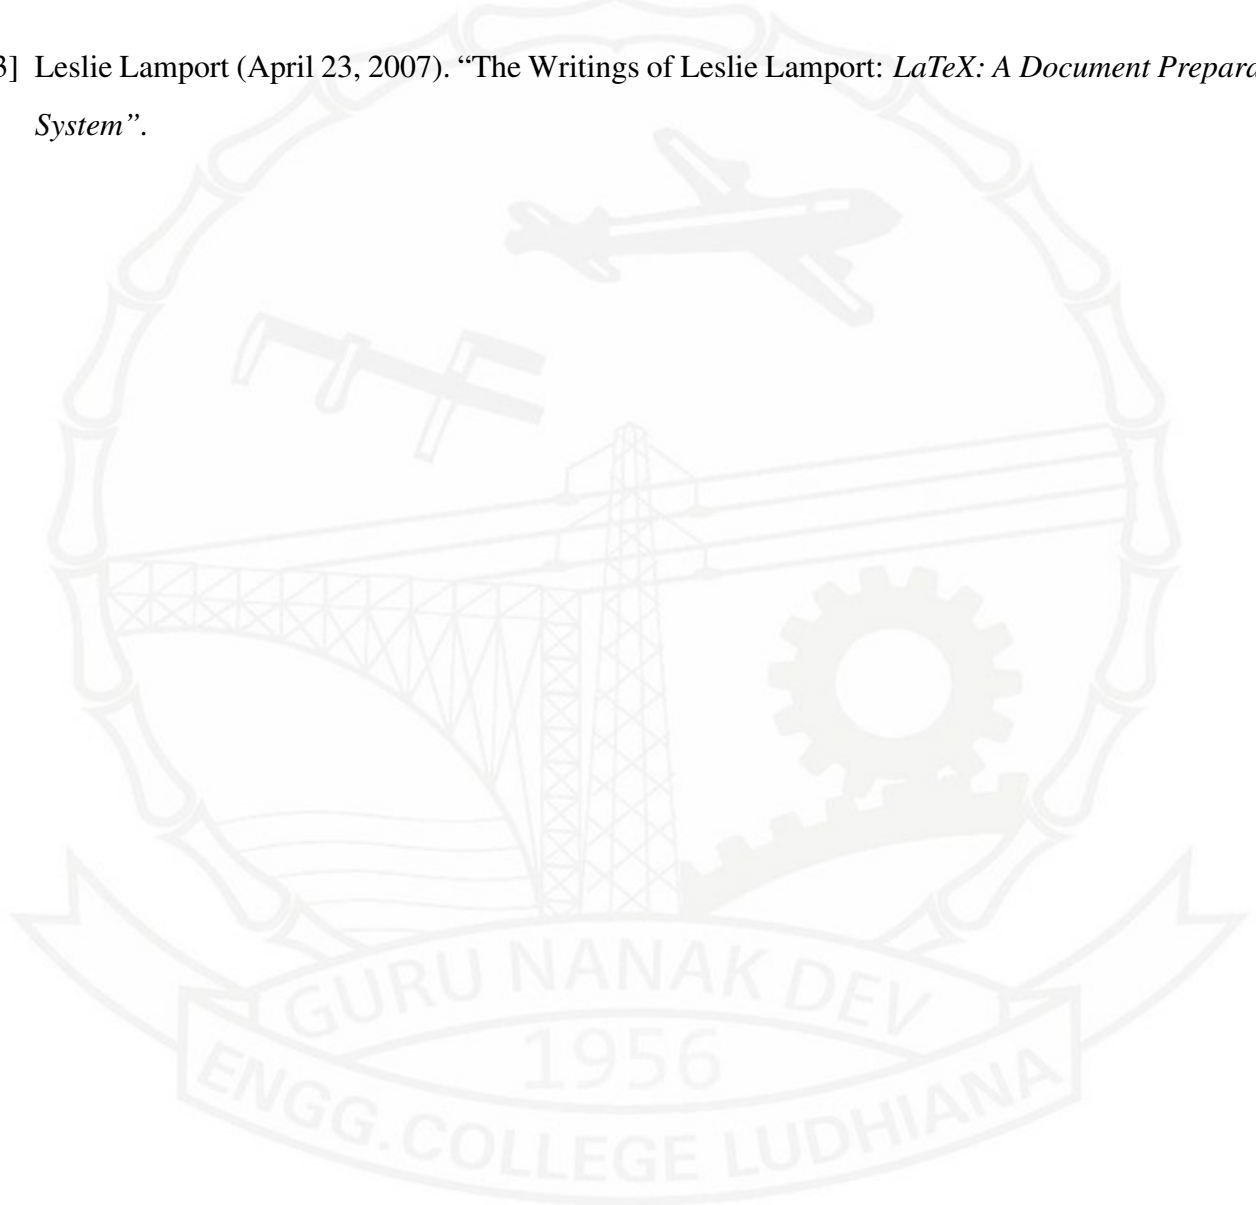 3] Leslie Lamport (April 23, 2007). “The Writings of Leslie Lamport: LaTeX: A Document Prepara
System”.
GURU NANAK DEV
1956
ENGG. COLLEGE LUDHIANA